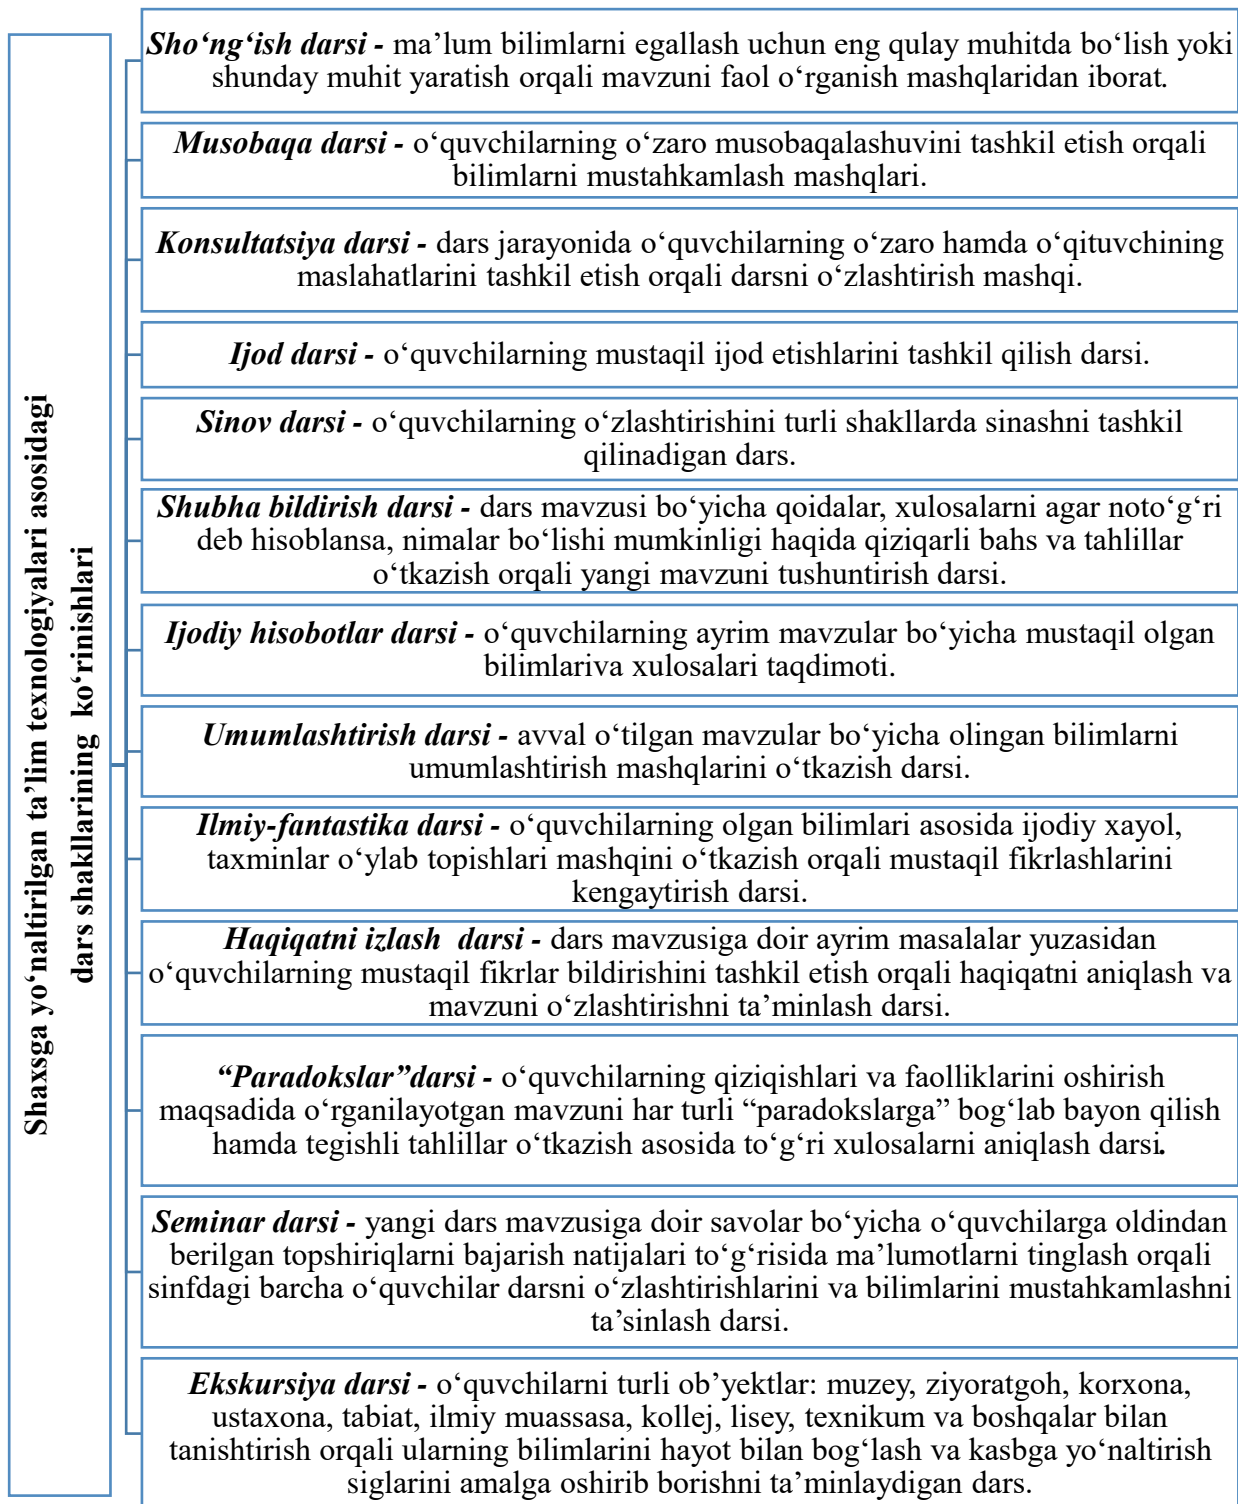 Shaxsga yo‘naltirilgan ta’lim texnologiyalari asosidagi
dars shakllarining ko‘rinishlari
Sho‘ng‘ish darsi - ma’lum bilimlarni egallash uchun eng qulay muhitda bo‘lish yoki
shunday muhit yaratish orqali mavzuni faol o‘rganish mashqlaridan iborat.
Musobaqa darsi - o‘quvchilarning o‘zaro musobaqalashuvini tashkil etish orqali
bilimlarni mustahkamlash mashqlari.
Konsultatsiya darsi - dars jarayonida o‘quvchilarning o‘zaro hamda o‘qituvchining
maslahatlarini tashkil etish orqali darsni o‘zlashtirish mashqi.
Ijod darsi - o‘quvchilarning mustaqil ijod etishlarini tashkil qilish darsi.
Sinov darsi - o‘quvchilarning o‘zlashtirishini turli shakllarda sinashni tashkil
qilinadigan dars.
Shubha bildirish darsi - dars mavzusi bo‘yicha qoidalar, xulosalarni agar noto‘g‘ri
deb hisoblansa, nimalar bo‘lishi mumkinligi haqida qiziqarli bahs va tahlillar
o‘tkazish orqali yangi mavzuni tushuntirish darsi.
Ijodiy hisobotlar darsi - o‘quvchilarning ayrim mavzular bo‘yicha mustaqil olgan
bilimlariva xulosalari taqdimoti.
Umumlashtirish darsi - avval o‘tilgan mavzular bo‘yicha olingan bilimlarni
umumlashtirish mashqlarini o‘tkazish darsi.
Ilmiy-fantastika darsi - o‘quvchilarning olgan bilimlari asosida ijodiy xayol,
taxminlar o‘ylab topishlari mashqini o‘tkazish orqali mustaqil fikrlashlarini
kengaytirish darsi.
Haqiqatni izlash darsi - dars mavzusiga doir ayrim masalalar yuzasidan
o‘quvchilarning mustaqil fikrlar bildirishini tashkil etish orqali haqiqatni aniqlash va
mavzuni o‘zlashtirishni ta’minlash darsi.
“Paradokslar”darsi - o‘quvchilarning qiziqishlari va faolliklarini oshirish
maqsadida o‘rganilayotgan mavzuni har turli “paradokslarga” bog‘lab bayon qilish
hamda tegishli tahlillar o‘tkazish asosida to‘g‘ri xulosalarni aniqlash darsi.
Seminar darsi - yangi dars mavzusiga doir savolar bo‘yicha o‘quvchilarga oldindan
berilgan topshiriqlarni bajarish natijalari to‘g‘risida ma’lumotlarni tinglash orqali
sinfdagi barcha o‘quvchilar darsni o‘zlashtirishlarini va bilimlarini mustahkamlashni
ta’sinlash darsi.
Ekskursiya darsi - o‘quvchilarni turli ob’yektlar: muzey, ziyoratgoh, korxona,
ustaxona, tabiat, ilmiy muassasa, kollej, lisey, texnikum va boshqalar bilan
tanishtirish orqali ularning bilimlarini hayot bilan bog‘lash va kasbga yo‘naltirish
siglarini amalga oshirib borishni ta’minlaydigan dars.